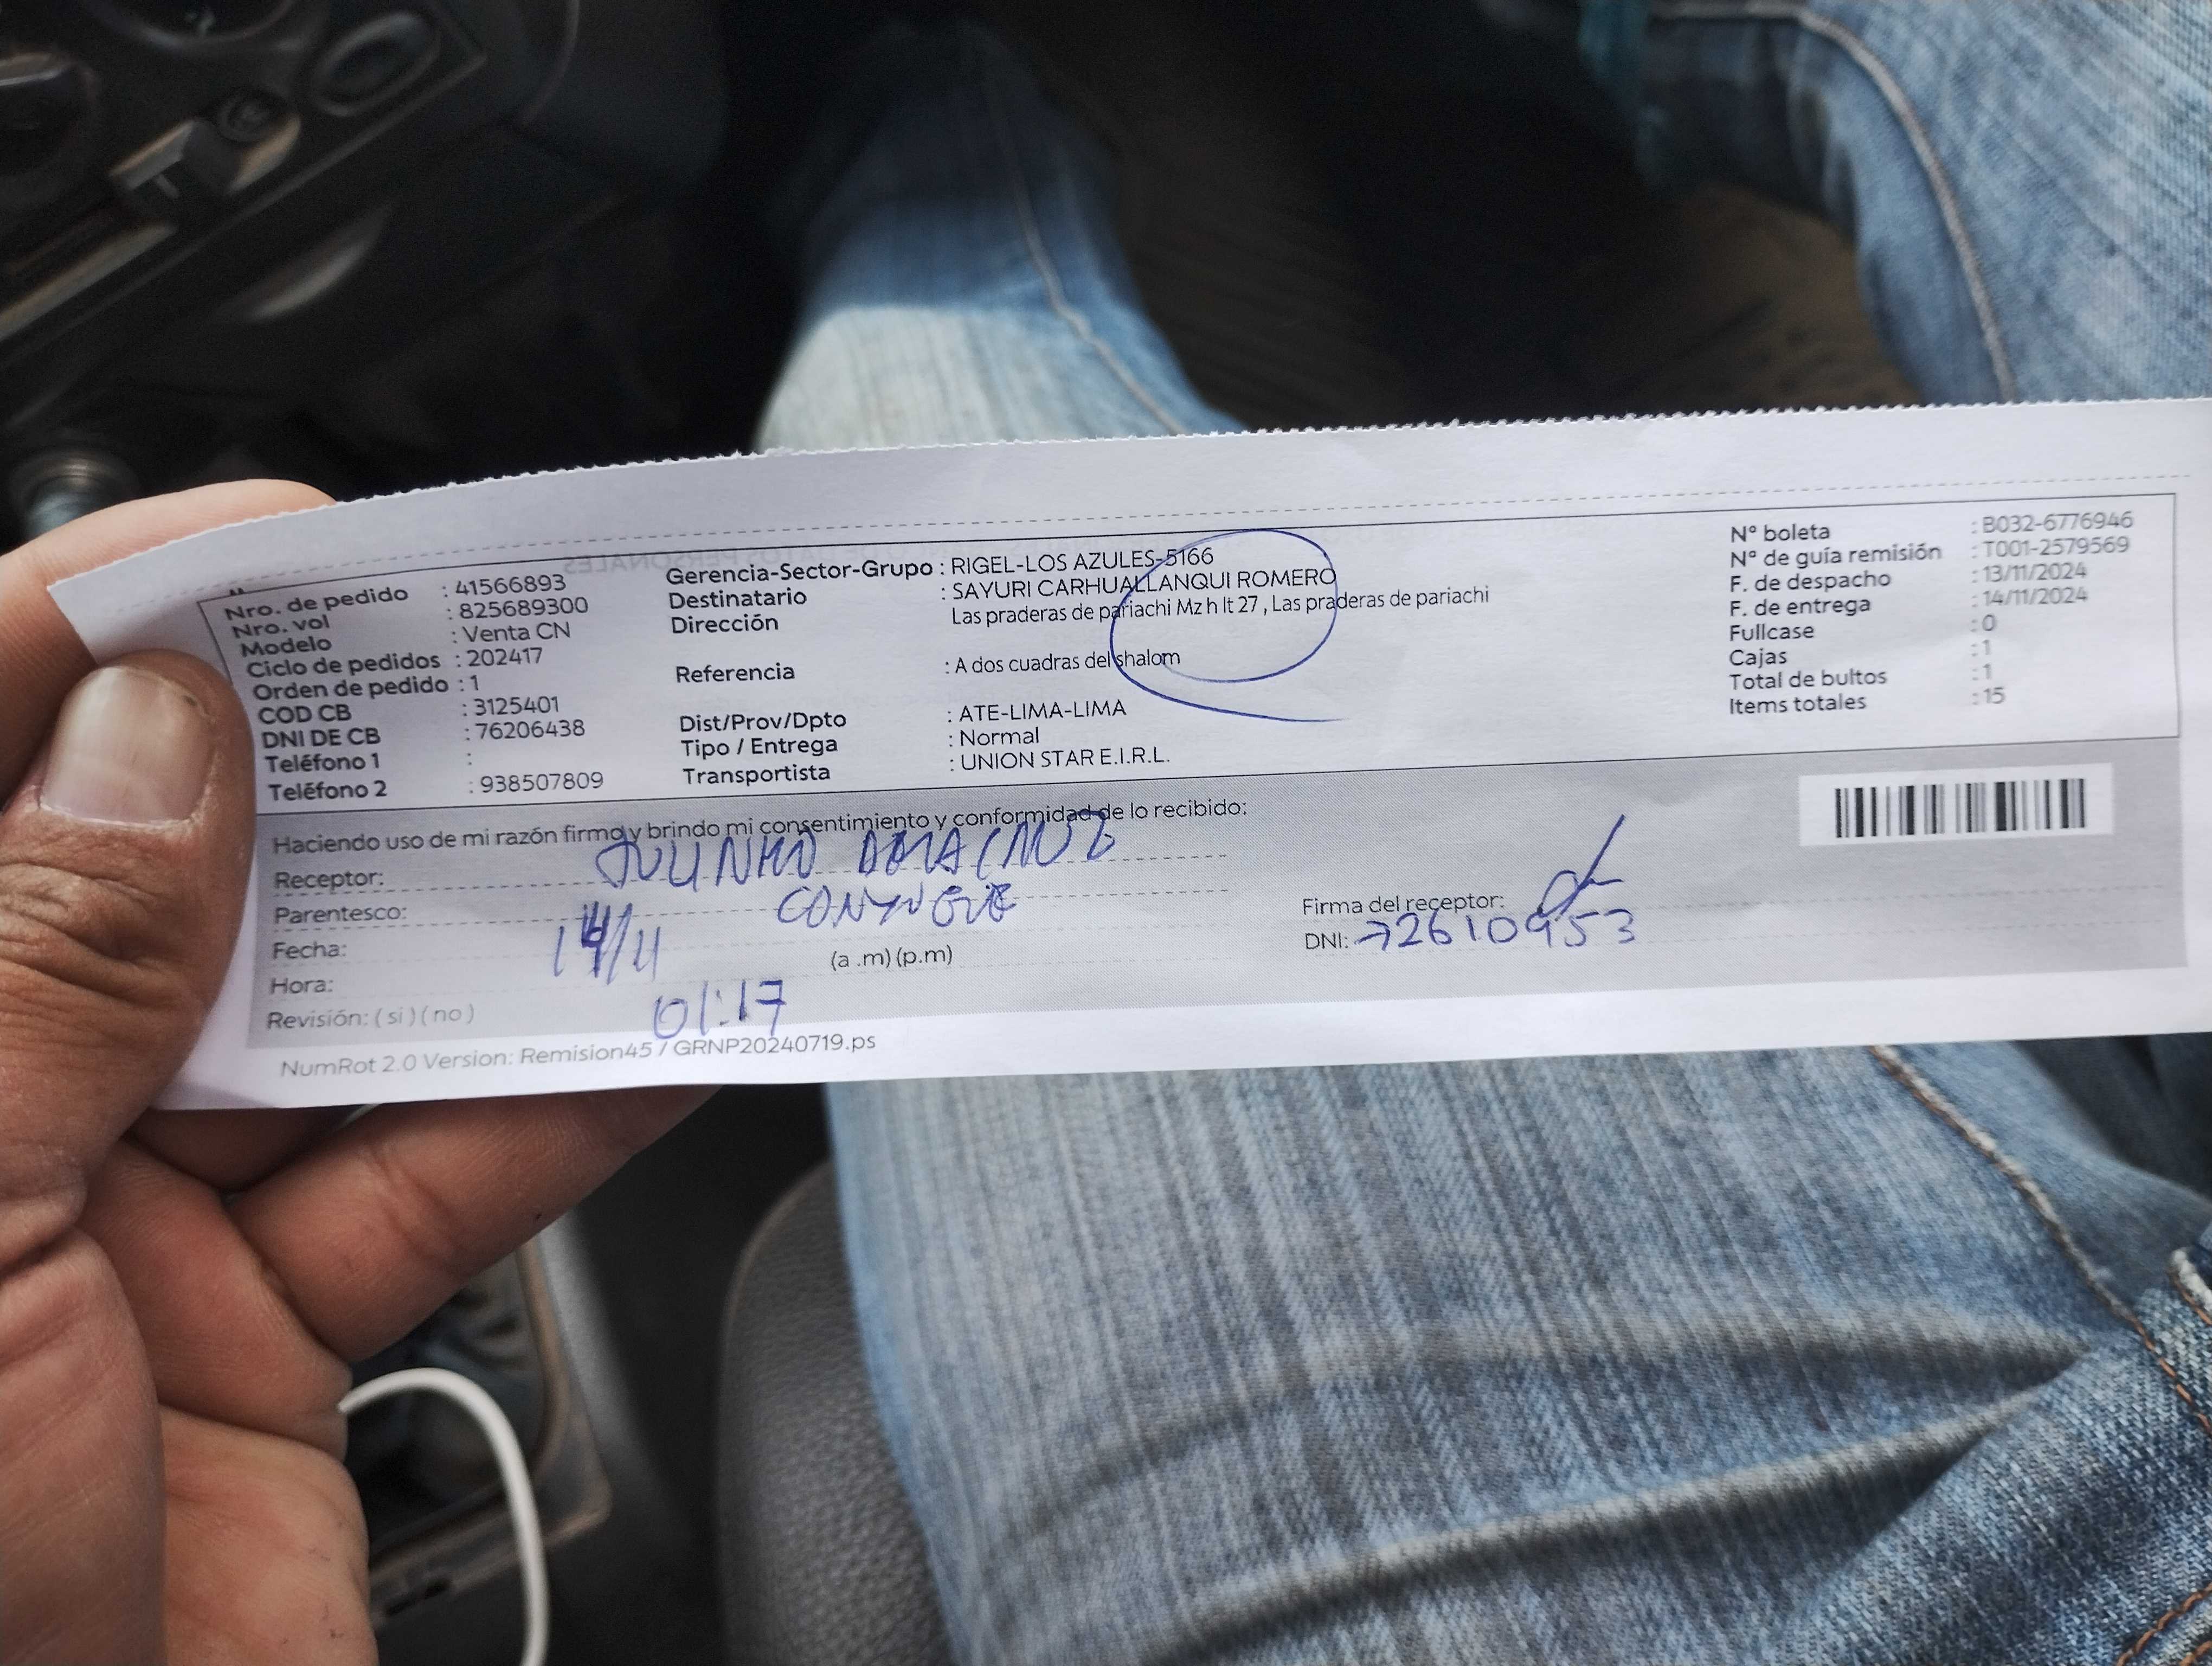 Nro. de pedido : 41566893
Nro. vol : 825689300
Modelo : Venta CN
Ciclo de pedidos : 202417
Orden de pedido : 1
COD CB : 3125401
DNI DE CB : 76206438
Teléfono 1 :
Teléfono 2 : 938507809
Gerencia-Sector-Grupo : RIGEL-LOS AZULES-5166
Destinatario : SAYURI CARHUALLANQUI ROMERO
Dirección Las praderas de pariachi Mz h lt 27 , Las praderas de pariachi
Referencia : A dos cuadras del shalom
Dist/Prov/Dpto : ATE-LIMA-LIMA
Tipo / Entrega : Normal
Transportista : UNION STAR E.I.R.L.
N° boleta : B032-6776946
N° de guía remisión : T001-2579569
F. de despacho : 13/11/2024
F. de entrega : 14/11/2024
Fullcase : 0
Cajas : 1
Total de bultos : 1
Items totales : 15
Haciendo uso de mi razón firmo y brindo mi consentimiento y conformidad de lo recibido:
Receptor: JULINHO
Parentesco: CONYUGE
Fecha: 14/11
Hora: 01:17 (a .m) (p.m)
Revisión: ( si ) ( no )
Firma del receptor:
DNI: 72610953
NumRot 2.0 Version: Remision45 / GRNP20240719.ps